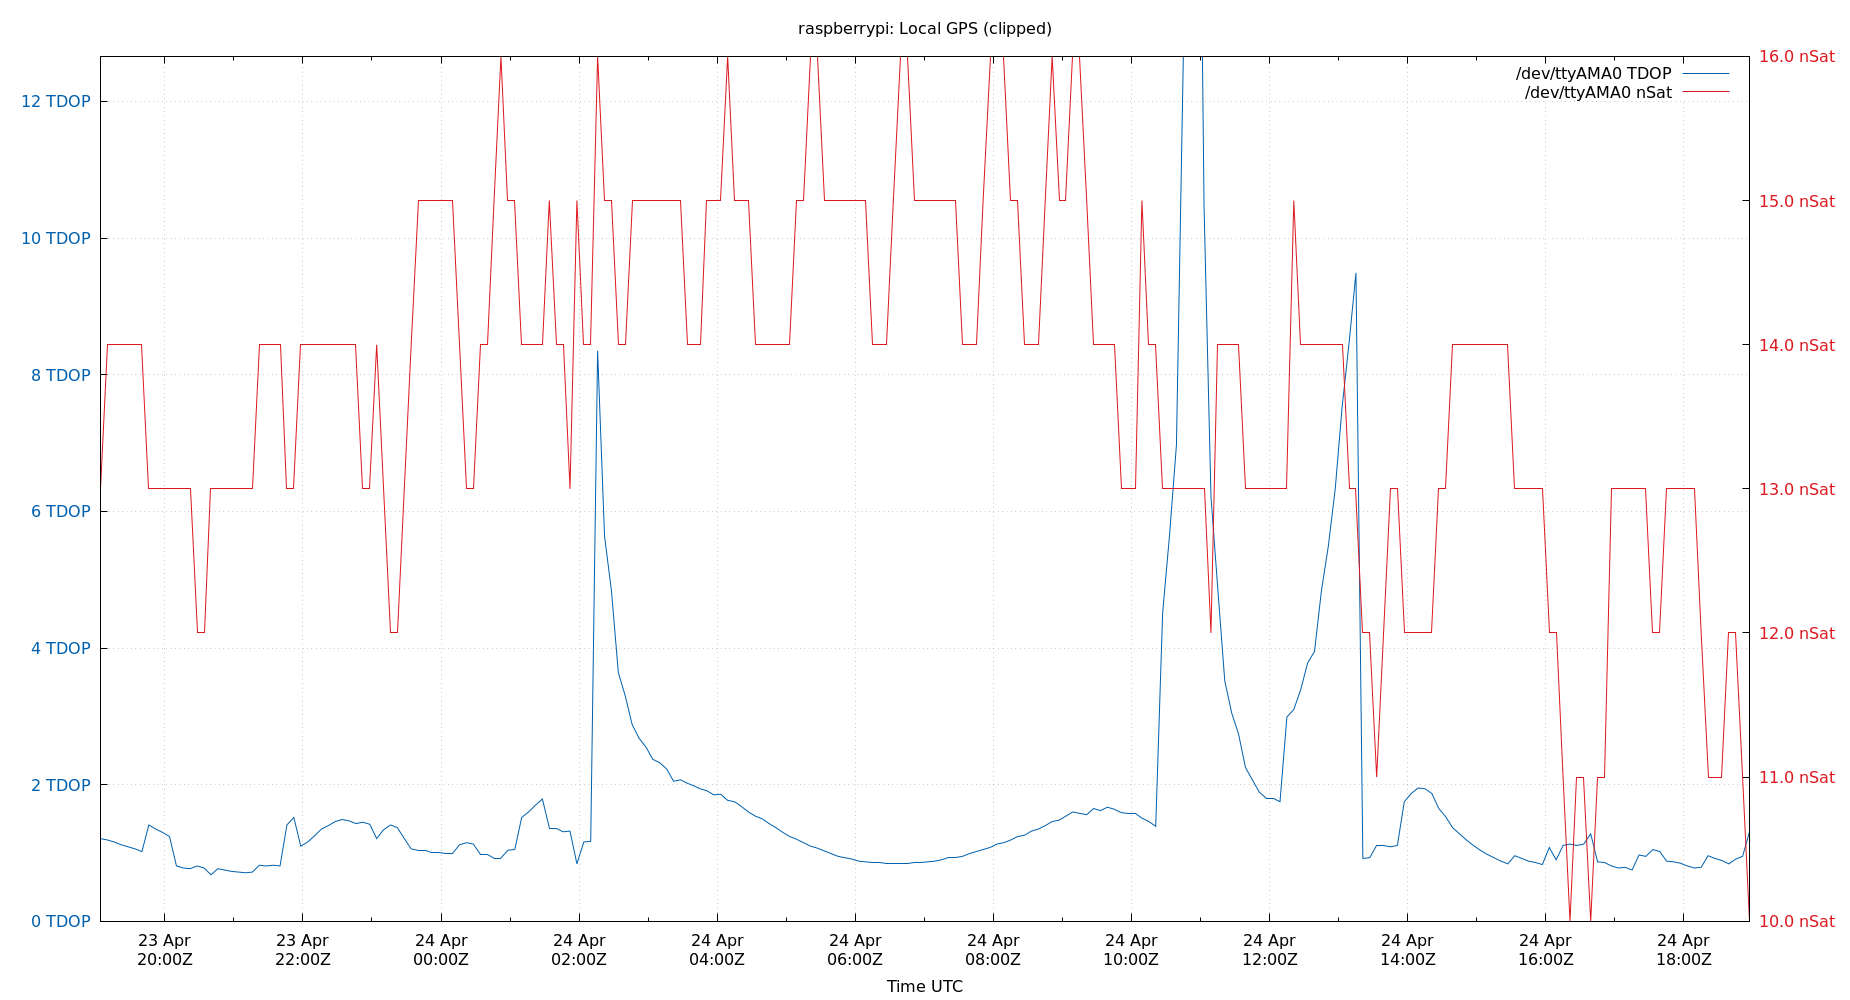 raspberrypi: Local GPS (clipped)
/dev/ttyAMA0 TDOP
/dev/ttyAMA0 nSat
12 TDOP
10 TDOP
8 TDOP
6 TDOP
4 TDOP
2 TDOP
0 TDOP
16.0 nSat
15.0 nSat
14.0 nSat
13.0 nSat
12.0 nSat
11.0 nSat
10.0 nSat
23 Apr
20:00Z
23 Apr
22:00Z
24 Apr
00:00Z
24 Apr
02:00Z
24 Apr
04:00Z
24 Apr
06:00Z
24 Apr
08:00Z
24 Apr
10:00Z
24 Apr
12:00Z
24 Apr
14:00Z
24 Apr
16:00Z
24 Apr
18:00Z
Time UTC